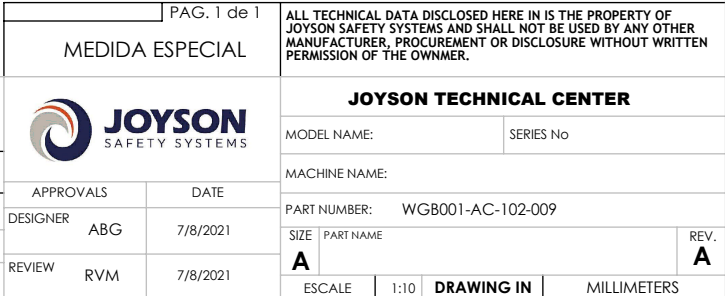 PAG. 1 de 1
MEDIDA ESPECIAL
ALL TECHNICAL DATA DISCLOSED HERE IN IS THE PROPERTY OF
JOYSON SAFETY SYSTEMS AND SHALL NOT BE USED BY ANY OTHER
MANUFACTURER, PROCUREMENT OR DISCLOSURE WITHOUT WRITTEN
PERMISSION OF THE OWNMER.
JOYSON
SAFETY SYSTEMS
JOYSON TECHNICAL CENTER
MODEL NAME: SERIES No
MACHINE NAME:
APPROVALS DATE
PART NUMBER: WGB001-AC-102-009
DESIGNER ABG 7/8/2021
SIZE PART NAME REV.
A A
REVIEW RVM 7/8/2021
ESCALE 1:10 DRAWING IN MILLIMETERS